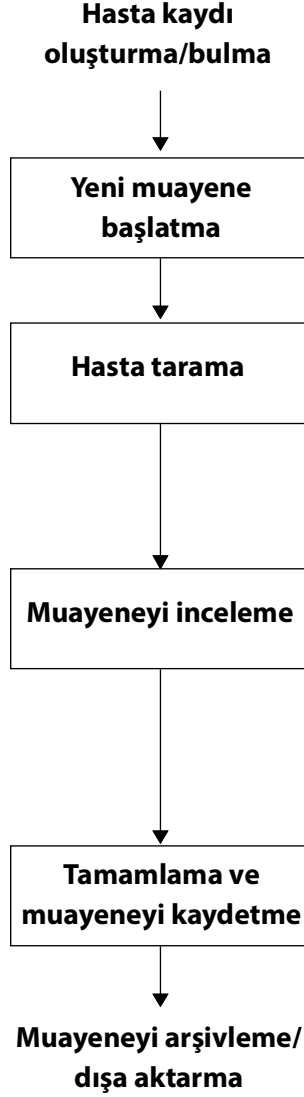 Hasta kaydı
oluşturma/bulma
Yeni muayene
başlatma
Hasta tarama
Muayeneyi inceleme
Tamamlama ve
muayeneyi kaydetme
Muayeneyi arşivleme/
dışa aktarma